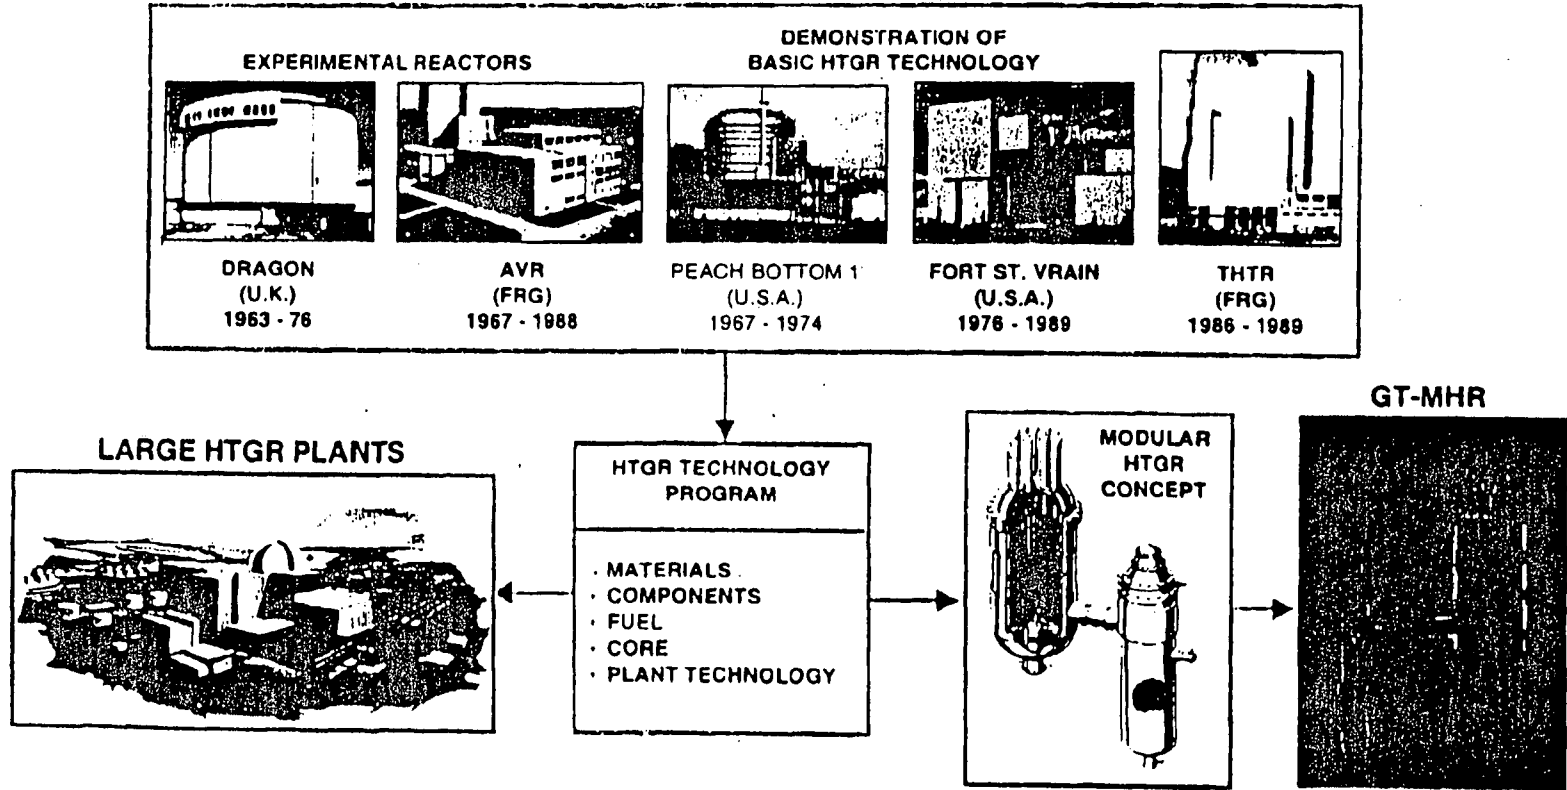 EXPERIMENTAL REACTORS
DEMONSTRATION OF
BASIC HTGR TECHNOLOGY
DRAGON
(U.K.)
1963 - 76
AVR
(FRG)
1967 - 1988
PEACH BOTTOM 1
(U.S.A.)
1967 - 1974
FORT ST. VRAIN
(U.S.A.)
1976 - 1989
THTR
(FRG)
1986 - 1989
LARGE HTGR PLANTS
HTGR TECHNOLOGY
PROGRAM
· MATERIALS
· COMPONENTS
· FUEL
· CORE
· PLANT TECHNOLOGY
MODULAR
HTGR
CONCEPT
GT-MHR